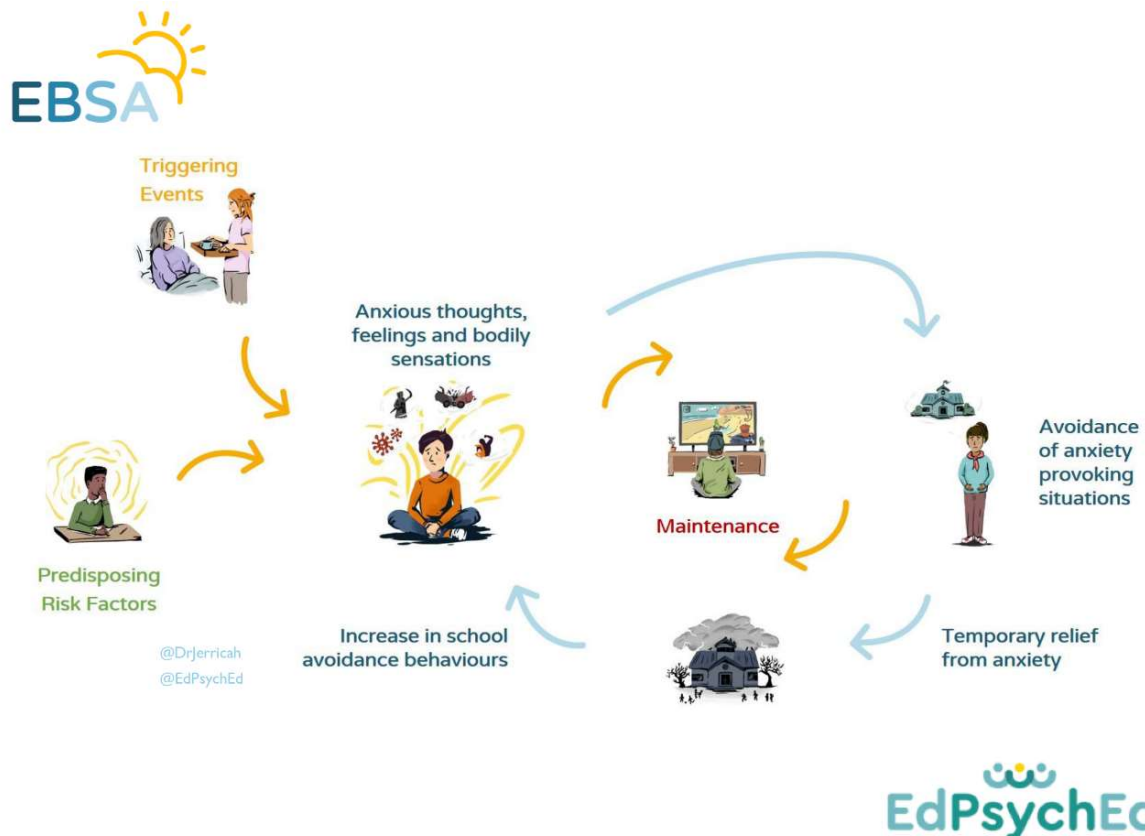 EBSA
Triggering
Events
Anxious thoughts,
feelings and bodily
sensations
Avoidance
of anxiety
provoking
situations
Maintenance
Predisposing
Risk Factors
Increase in school
avoidance behaviours
Temporary relief
from anxiety
@DrJerricah
@EdPsychEd
EdPsychEd